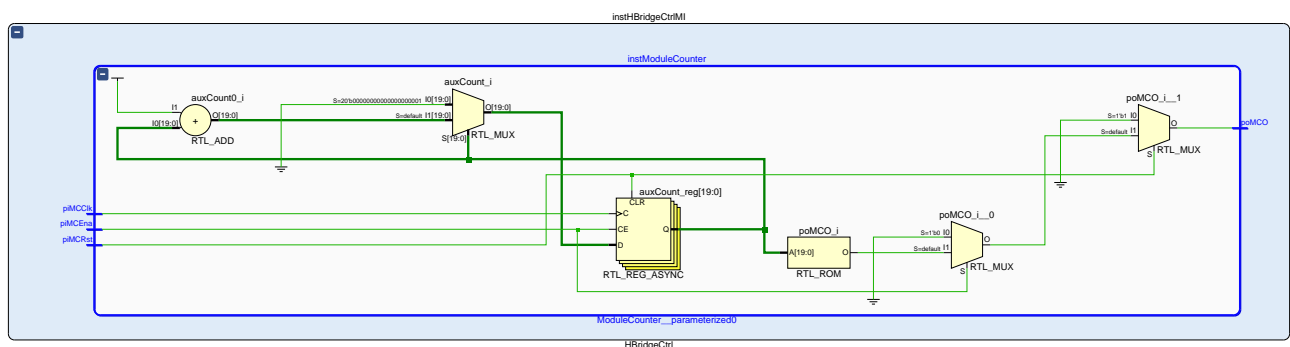 instHBridgeCtrlMI
instModuleCounter
auxCount0_i
I1
I0[19:0]
+
O[19:0]
RTL_ADD
auxCount_i
S=20'b00000000000000000001 I0[19:0]
S=default I1[19:0]
S[19:0]
O[19:0]
RTL_MUX
poMCO_i__1
S=1'b1 I0
S=default I1
S
O
RTL_MUX
poMCO
auxCount_reg[19:0]
CLR
C
CE
D
Q
RTL_REG_ASYNC
piMCClk
piMCEna
piMCRst
poMCO_i
A[19:0]
O
RTL_ROM
poMCO_i__0
S=1'b0 I0
S=default I1
S
O
RTL_MUX
ModuleCounter__parameterized0
HBridgeCtrl